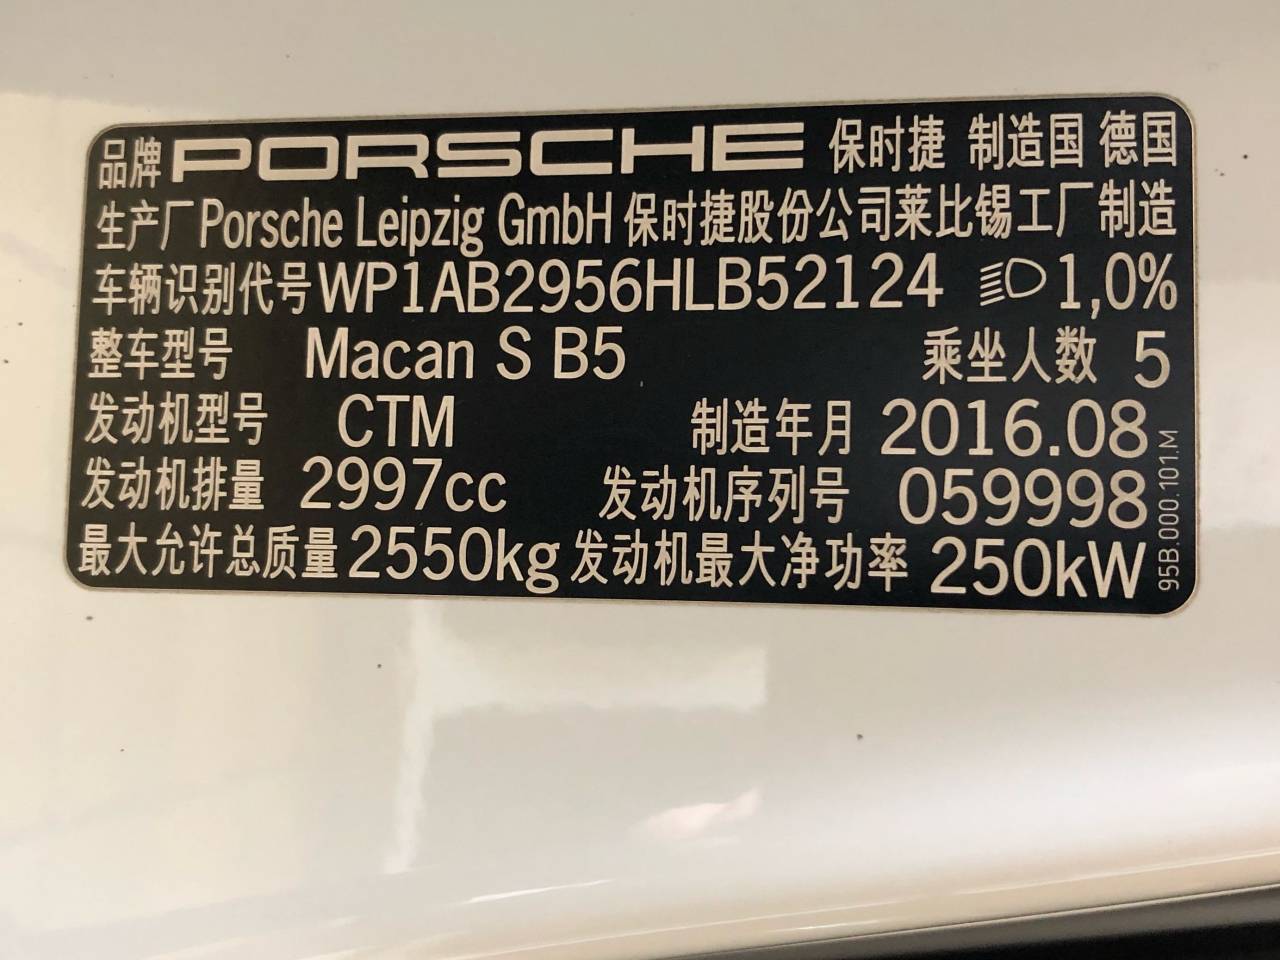 品牌 PORSCHE 保时捷 制造国 德国
生产厂 Porsche Leipzig GmbH 保时捷股份公司莱比锡工厂制造
车辆识别代号 WP1AB2956HLB52124 1,0%
整车型号 Macan S B5 乘坐人数 5
发动机型号 CTM 制造年月 2016.08
发动机排量 2997cc 发动机序列号 059998
最大允许总质量 2550kg 发动机最大净功率 250kW
95B.000.101.M